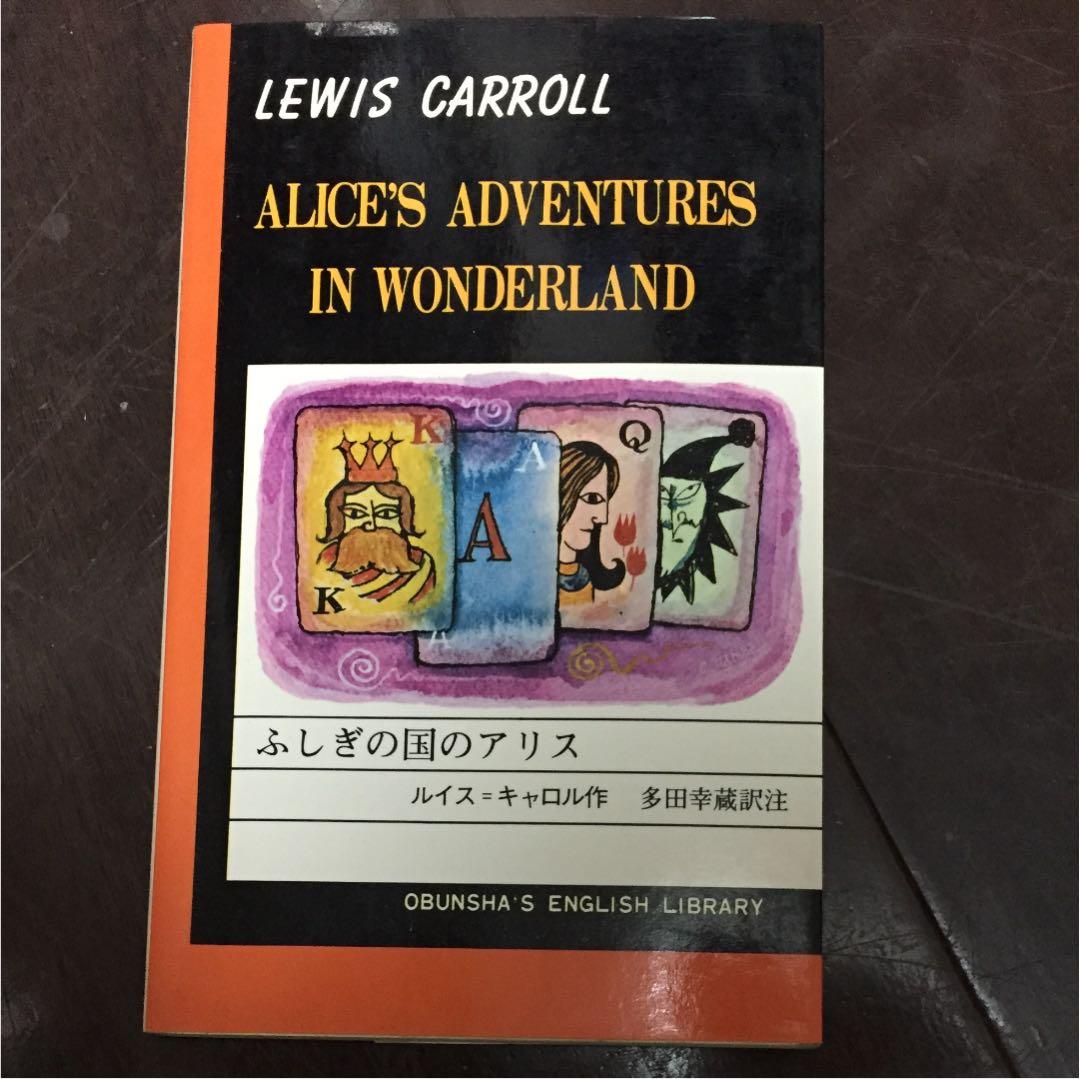 LEWIS CARROLL
ALICE'S ADVENTURES
IN WONDERLAND
K
A
Q
A
K
A
ふしぎの国のアリス
ルイス=キャロル作 多田幸蔵訳注
OBUNSHA'S ENGLISH LIBRARY